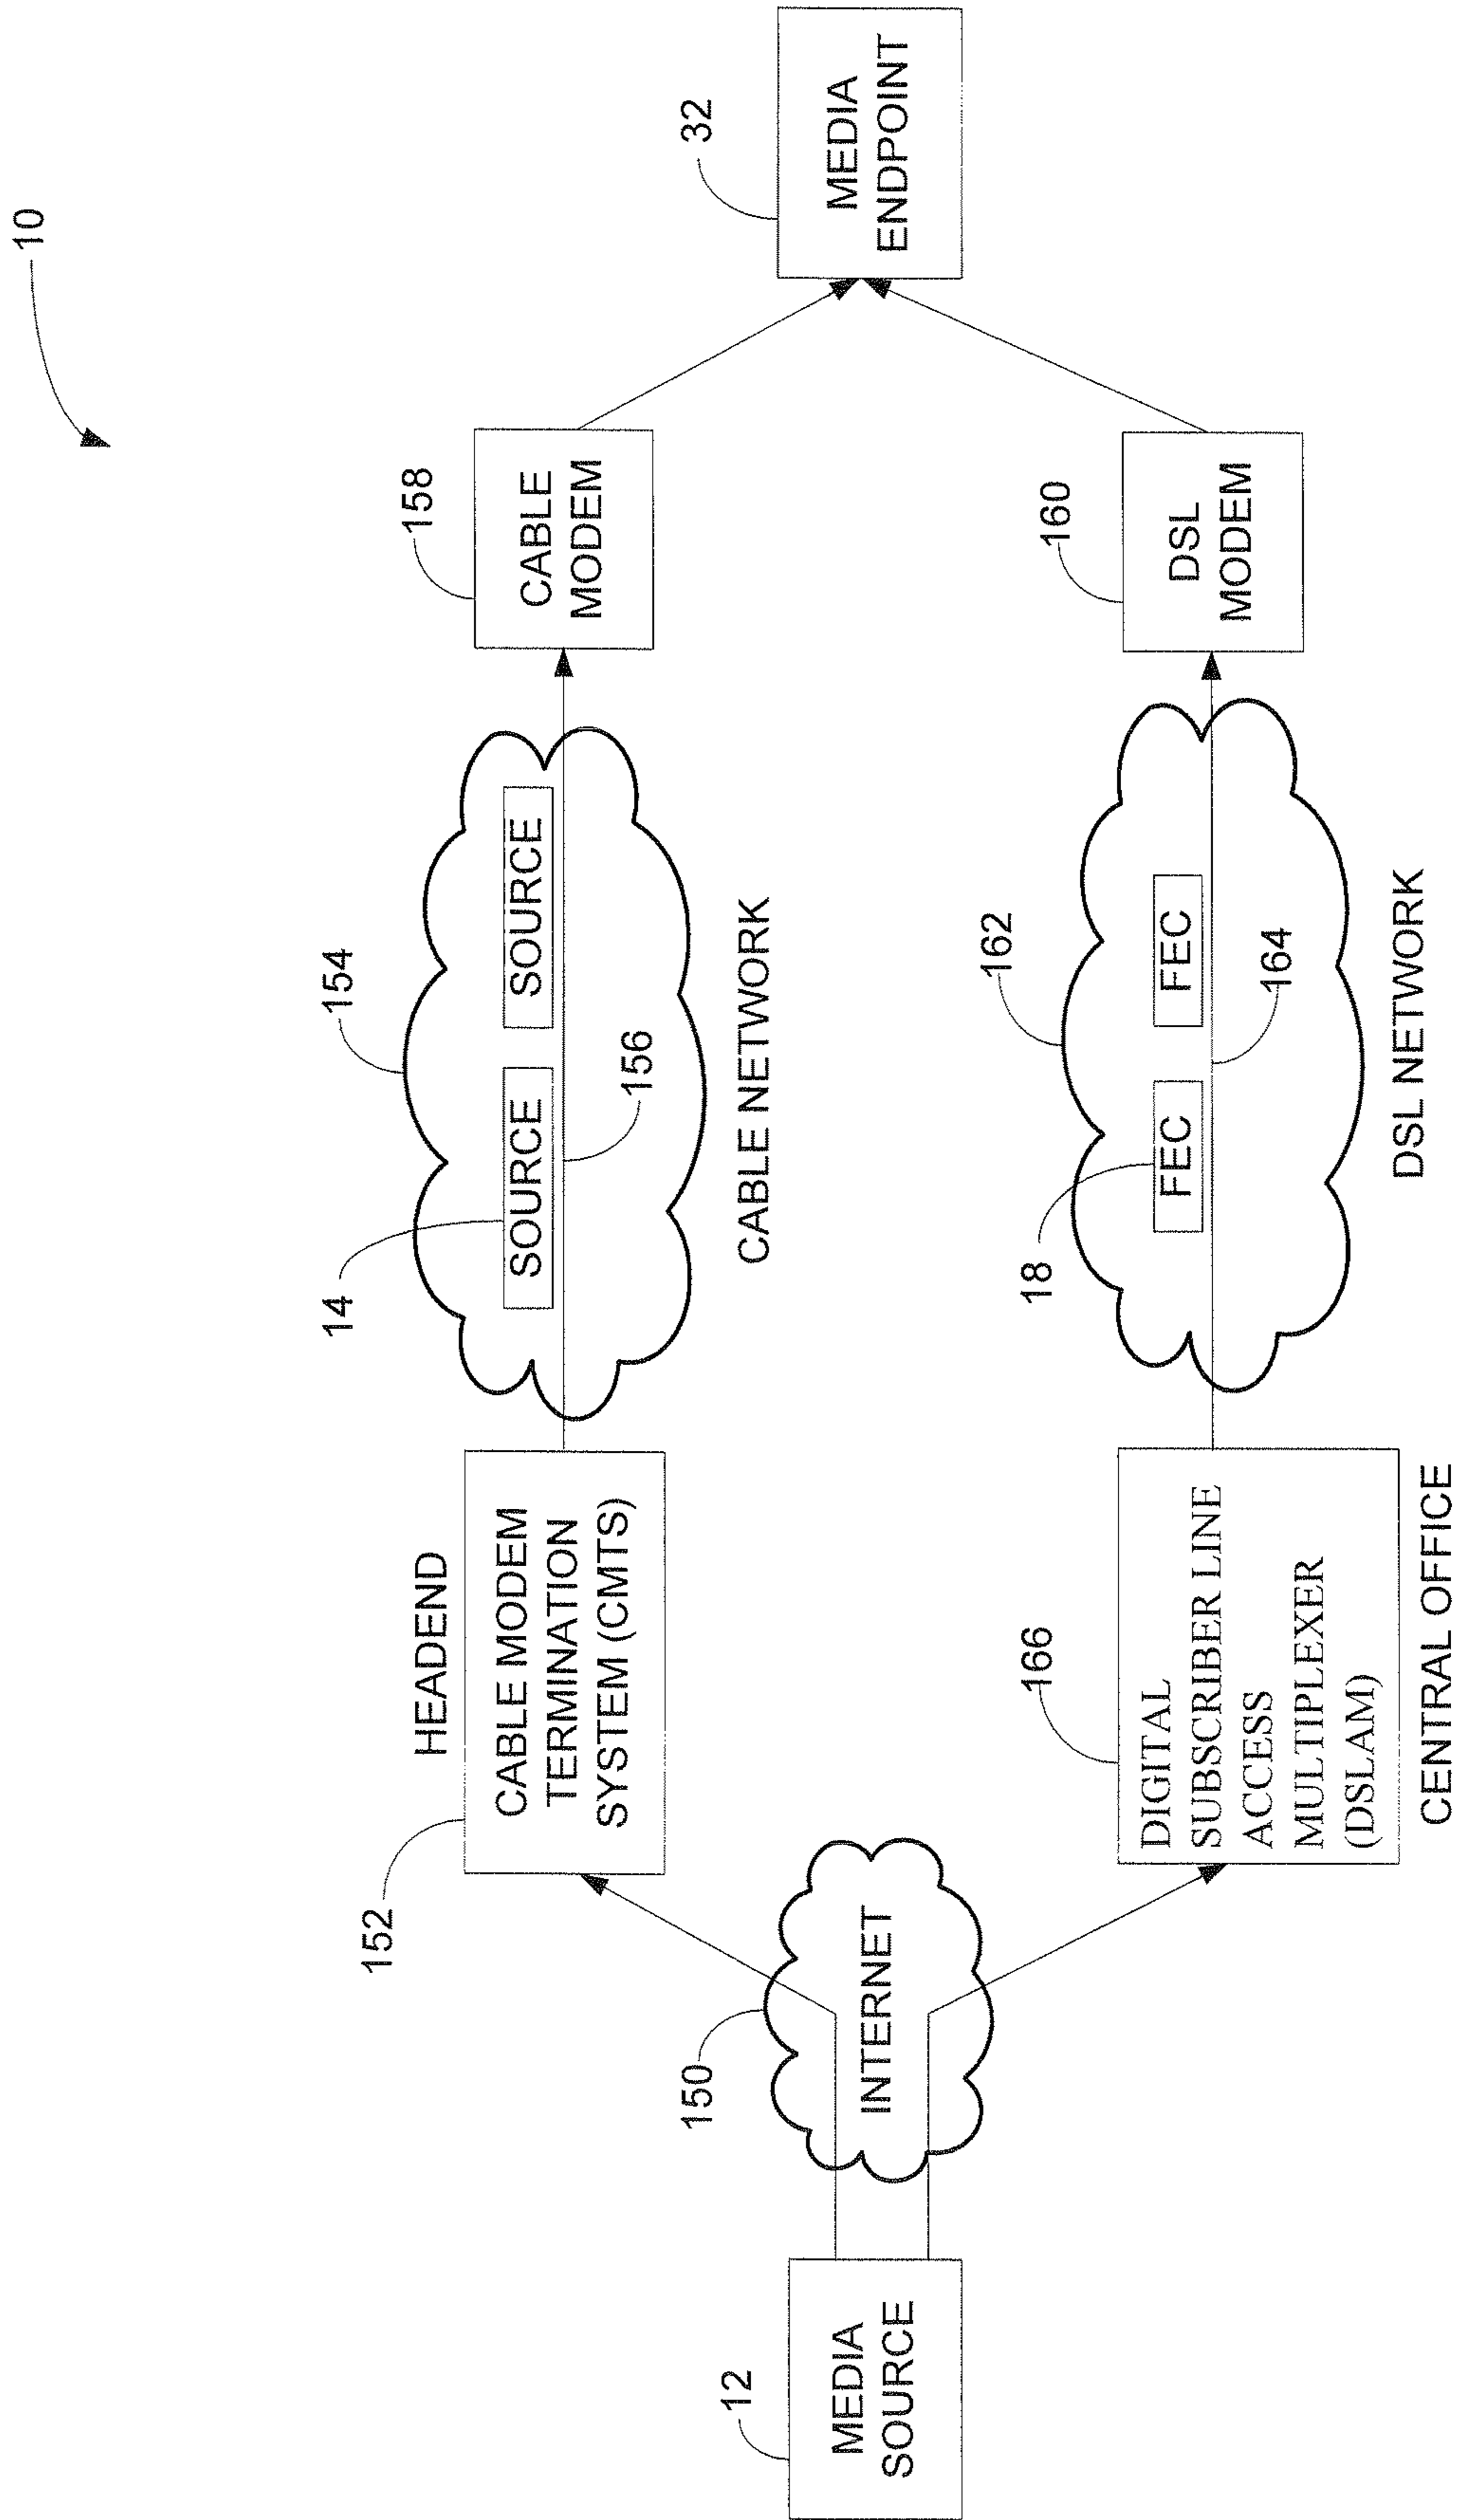 10
12
MEDIA
SOURCE
150
INTERNET
152
HEADEND
CABLE MODEM
TERMINATION
SYSTEM (CMTS)
154
14
SOURCE
SOURCE
156
CABLE NETWORK
158
CABLE
MODEM
32
MEDIA
ENDPOINT
166
DIGITAL
SUBSCRIBER LINE
ACCESS
MULTIPLEXER
(DSLAM)
CENTRAL OFFICE
162
18
FEC
FEC
164
DSL NETWORK
160
DSL
MODEM